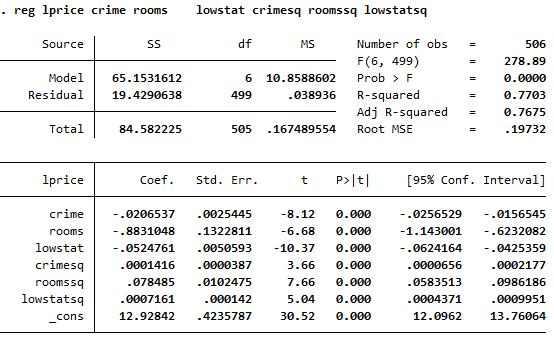 . reg lprice crime rooms lowstat crimesq roomssq lowstatsq
Source SS df MS Number of obs = 506
F(6, 499) = 278.89
Model 65.1531612 6 10.8588602 Prob > F = 0.0000
Residual 19.4290638 499 .038936 R-squared = 0.7703
Adj R-squared = 0.7675
Total 84.582225 505 .167489554 Root MSE = .19732
lprice Coef. Std. Err. t P>|t| [95% Conf. Interval]
crime -.0206537 .0025445 -8.12 0.000 -.0256529 -.0156545
rooms -.8831048 .1322811 -6.68 0.000 -1.143001 -.6232082
lowstat -.0524761 .0050593 -10.37 0.000 -.0624164 -.0425359
crimesq .0001416 .0000387 3.66 0.000 .0000656 .0002177
roomssq .078485 .0102475 7.66 0.000 .0583513 .0986186
lowstatsq .0007161 .000142 5.04 0.000 .0004371 .0009951
_cons 12.92842 .4235787 30.52 0.000 12.0962 13.76064